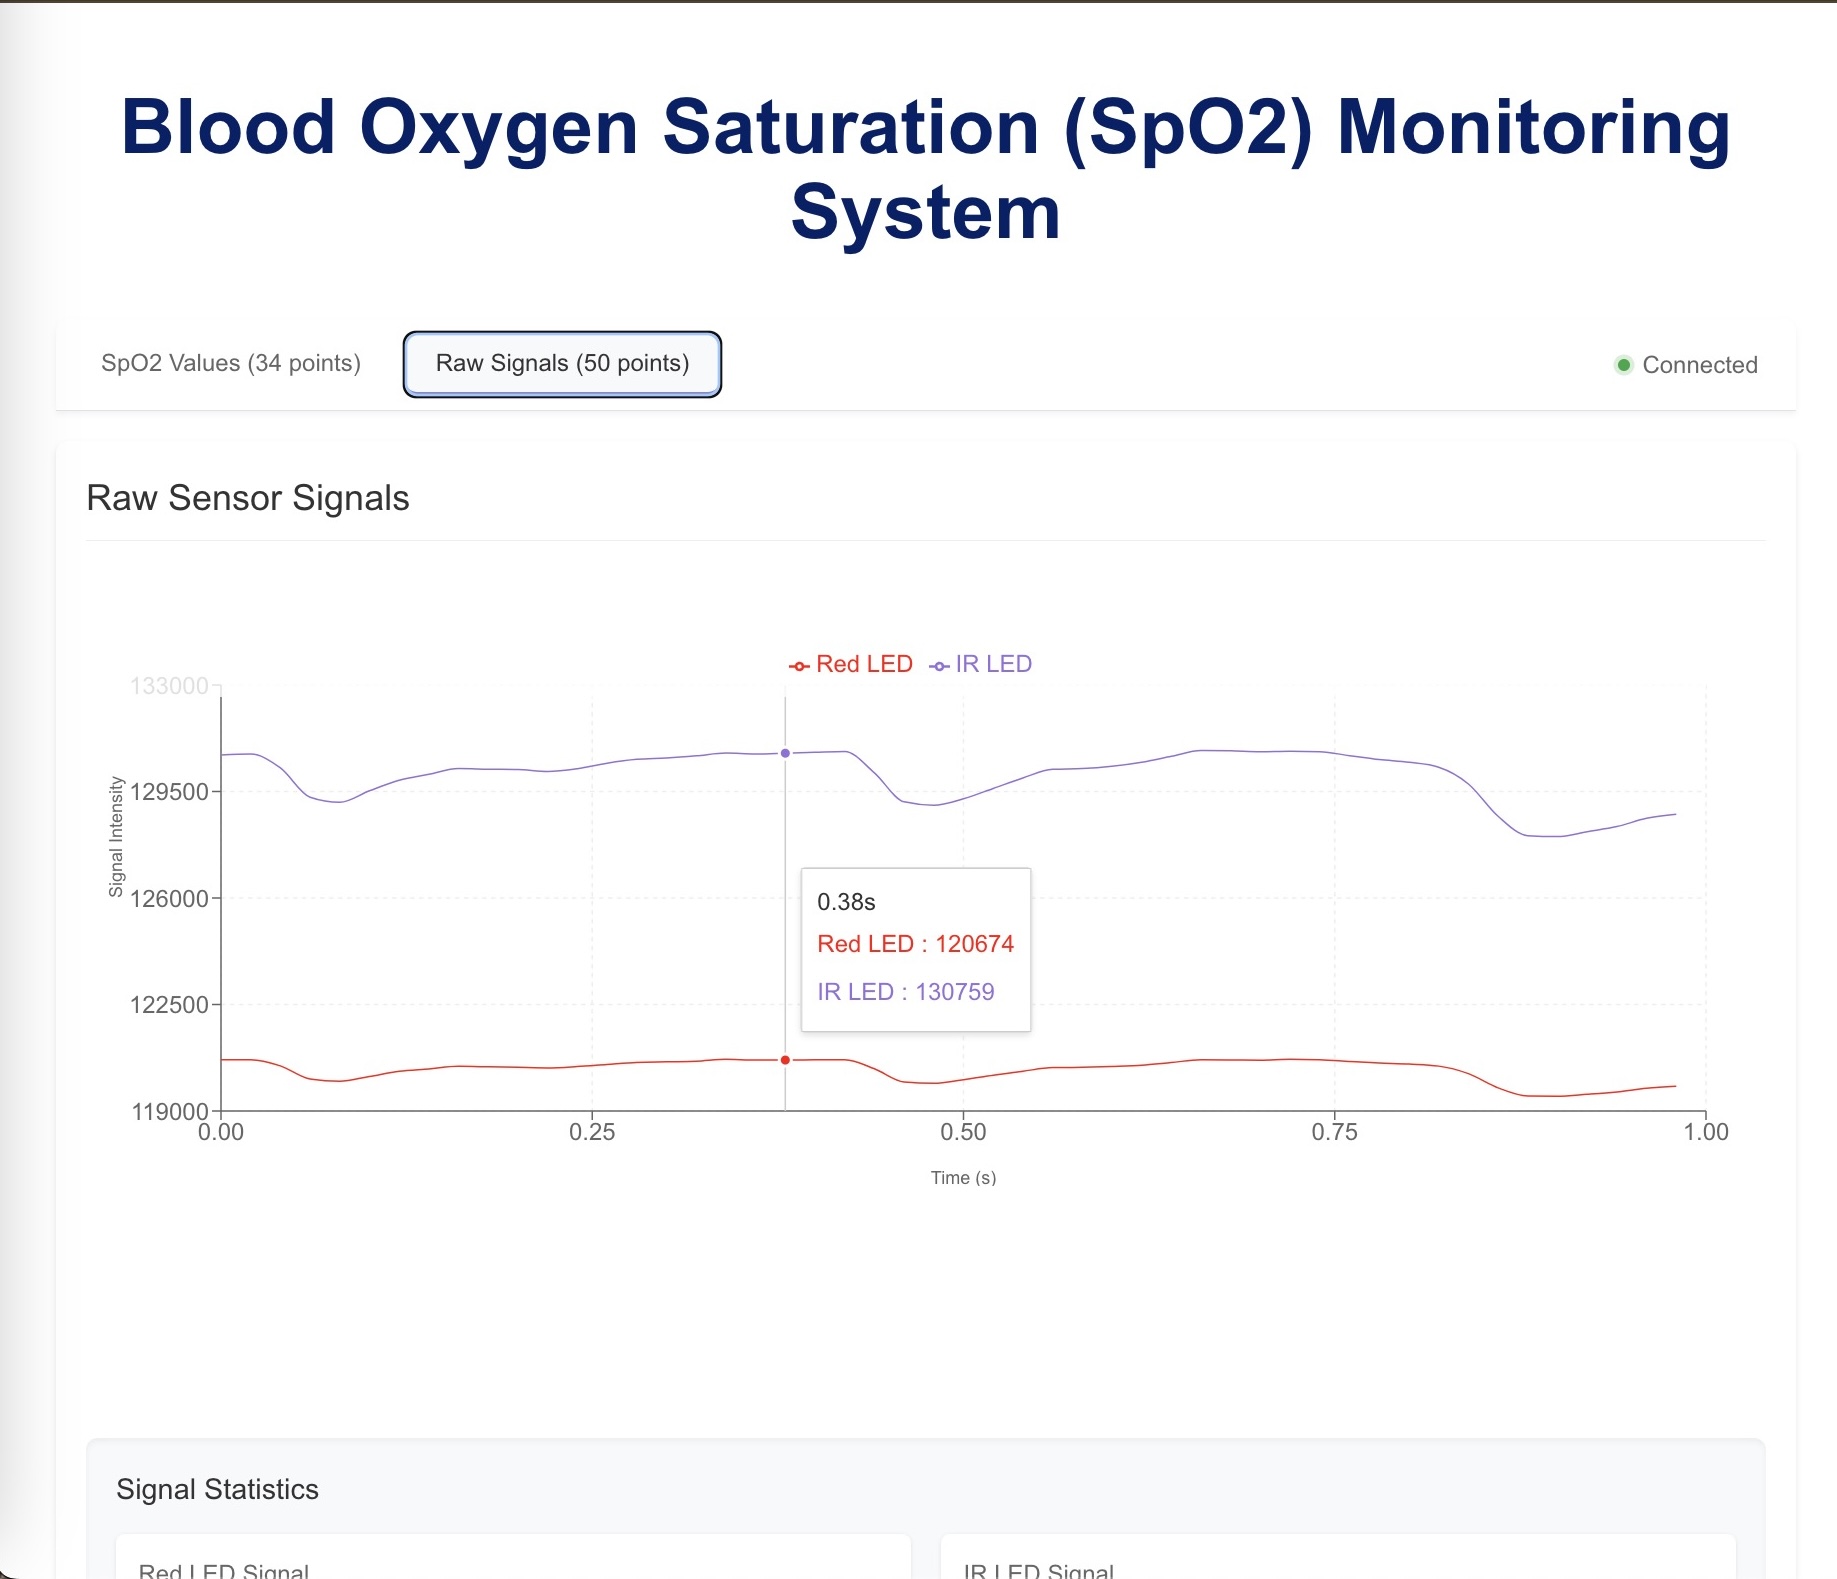 Blood Oxygen Saturation (SpO2) Monitoring
System
SpO2 Values (34 points)
Raw Signals (50 points)
Connected
Raw Sensor Signals
Red LED
IR LED
133000
129500
126000
122500
119000
Signal Intensity
0.38s
Red LED : 120674
IR LED : 130759
0.00
0.25
0.50
0.75
1.00
Time (s)
Signal Statistics
Red LED Signal
IR LED Signal